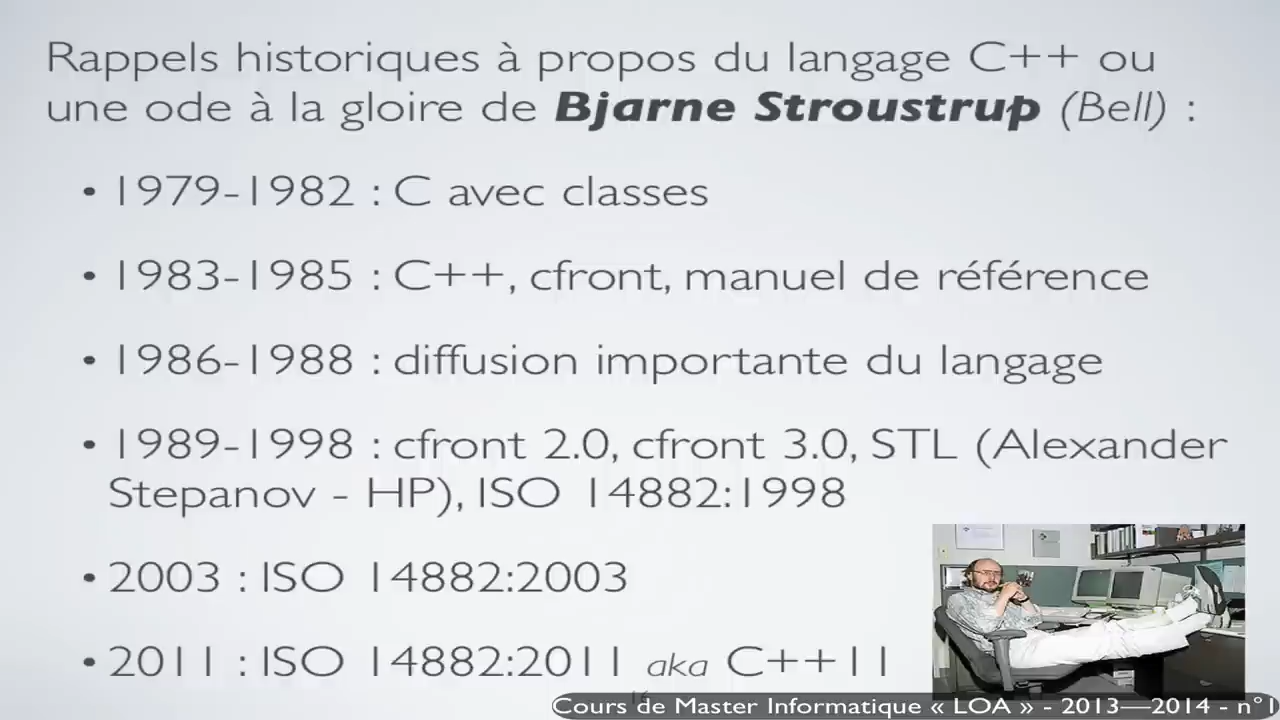 Rappels historiques à propos du langage C++ ou
une ode à la gloire de Bjarne Stroustrup (Bell) :
• 1979-1982 : C avec classes
• 1983-1985 : C++, cfront, manuel de référence
• 1986-1988 : diffusion importante du langage
• 1989-1998 : cfront 2.0, cfront 3.0, STL (Alexander
Stepanov - HP), ISO 14882:1998
• 2003 : ISO 14882:2003
• 2011 : ISO 14882:2011 aka C++11
16
Cours de Master Informatique « LOA » - 2013—2014 - n°1